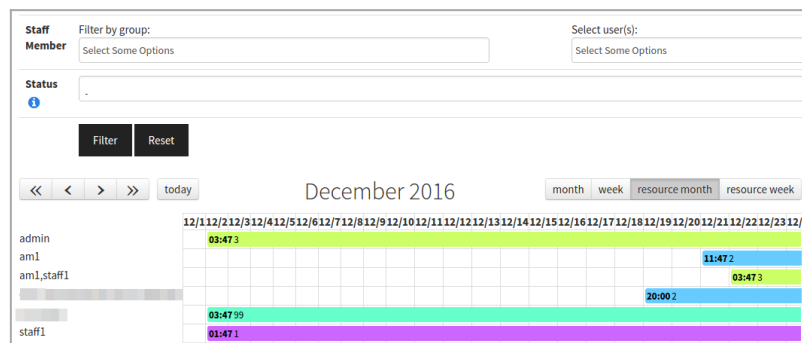 Staff Member Filter by group: Select user(s):
Select Some Options Select Some Options
Status
-
Filter Reset
today December 2016 month week resource month resource week
12/1 12/2 12/3 12/4 12/5 12/6 12/7 12/8 12/9 12/10 12/11 12/12 12/13 12/14 12/15 12/16 12/17 12/18 12/19 12/20 12/21 12/22 12/23 12/
admin 03:47 3
am1 11:47 2
am1,staff1 03:47 3
20:00 2
03:47 99
staff1 01:47 1